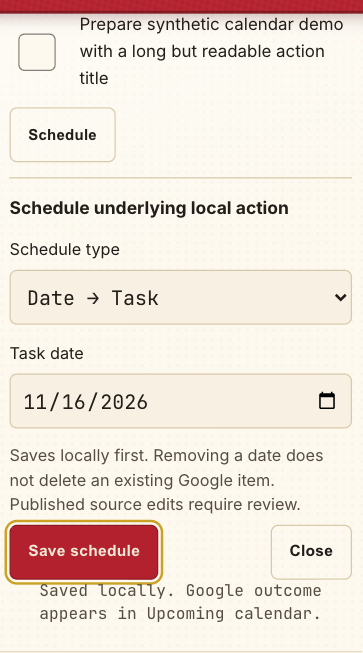 Prepare synthetic calendar demo
with a long but readable action
title
Schedule
Schedule underlying local action
Schedule type
Date → Task
Task date
11/16/2026
Saves locally first. Removing a date does
not delete an existing Google item.
Published source edits require review.
Save schedule
Close
Saved locally. Google outcome
appears in Upcoming calendar.